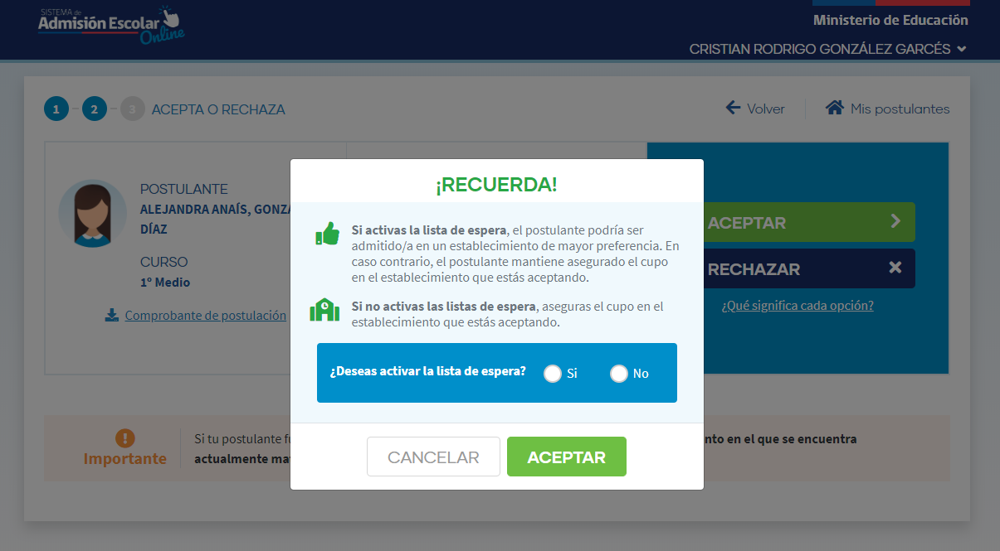 SISTEMA de
Admisión Escolar
Online
Ministerio de Educación
CRISTIAN RODRIGO GONZÁLEZ GARCÉS
1 2 3 ACEPTA O RECHAZA
Volver
Mis postulantes
POSTULANTE
ALEJANDRA ANAÍS,
DÍAZ
CURSO
1º Medio
Comprobante de postulación
¡RECUERDA!
Si activas la lista de espera, el postulante podría ser
admitido/a en un establecimiento de mayor preferencia. En
caso contrario, el postulante mantiene asegurado el cupo
en el establecimiento que estás aceptando.
Si no activas las listas de espera, aseguras el cupo en el
establecimiento que estás aceptando.
¿Deseas activar la lista de espera? Si No
CANCELAR
ACEPTAR
ACEPTAR
RECHAZAR
¿Qué significa cada opción?
Importante
Si tu postulante
en el que se encuentra
actualmente